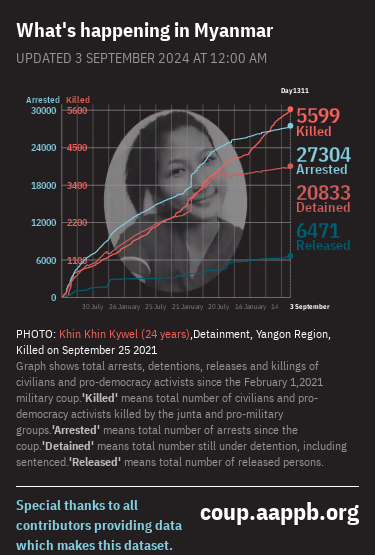 What's happening in Myanmar
UPDATED 3 SEPTEMBER 2024 AT 12:00 AM
Day1311
Arrested Killed
30000 5600
24000 4500
18000 3400
12000 2200
6000 1100
0
5599
Killed
27304
Arrested
20833
Detained
6471
Released
30 July 26 January 25 July 21 January 20 July 16 January 14 3 September
PHOTO: Khin Khin Kywel (24 years),Detainment, Yangon Region,
Killed on September 25 2021
Graph shows total arrests, detentions, releases and killings of
civilians and pro-democracy activists since the February 1,2021
military coup.'Killed' means total number of civilians and pro-
democracy activists killed by the junta and pro-military
groups.'Arrested' means total number of arrests since the
coup.'Detained' means total number still under detention, including
sentenced.'Released' means total number of released persons.
Special thanks to all
contributors providing data
which makes this dataset.
coup.aappb.org